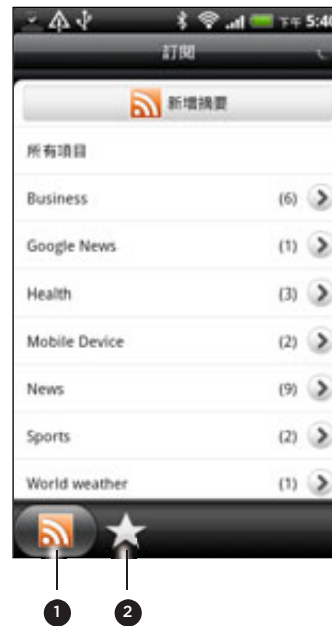 下午 5:40
訂閱
新增摘要
所有項目
Business (6)
Google News (1)
Health (3)
Mobile Device (2)
News (9)
Sports (2)
World weather (1)
1 2